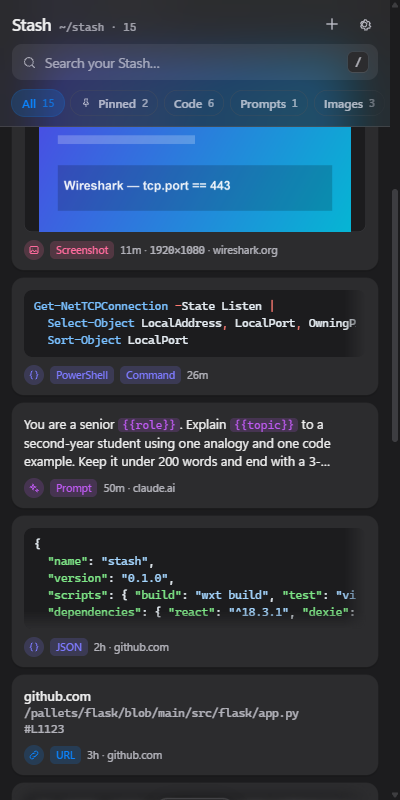 Stash ~/stash · 15
Search your Stash... /
All 15 Pinned 2 Code 6 Prompts 1 Images 3
Wireshark — tcp.port == 443
Screenshot 11m · 1920×1080 · wireshark.org
Get-NetTCPConnection -State Listen |
Select-Object LocalAddress, LocalPort, OwningP
Sort-Object LocalPort
PowerShell Command 26m
You are a senior {{role}}. Explain {{topic}} to a
second-year student using one analogy and one code
example. Keep it under 200 words and end with a 3-...
Prompt 50m · claude.ai
{
"name": "stash",
"version": "0.1.0",
"scripts": { "build": "wxt build", "test": "vi
"dependencies": { "react": "^18.3.1", "dexie":
JSON 2h · github.com
github.com
/pallets/flask/blob/main/src/flask/app.py
#L1123
URL 3h · github.com